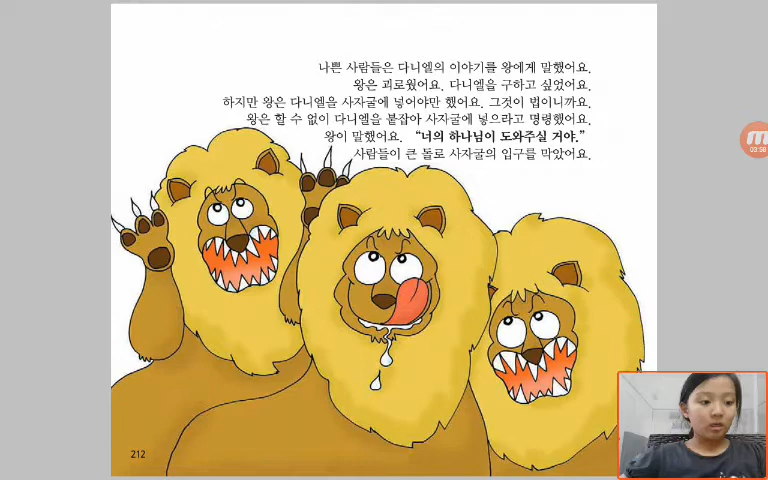 나쁜 사람들은 다니엘의 이야기를 왕에게 말했어요.
왕은 괴로웠어요. 다니엘을 구하고 싶었어요.
하지만 왕은 다니엘을 사자굴에 넣어야만 했어요. 그것이 법이니까요.
왕은 할 수 없이 다니엘을 붙잡아 사자굴에 넣으라고 명령했어요.
왕이 말했어요. “너의 하나님이 도와주실 거야.”
사람들이 큰 돌로 사자굴의 입구를 막았어요.
03:58
212